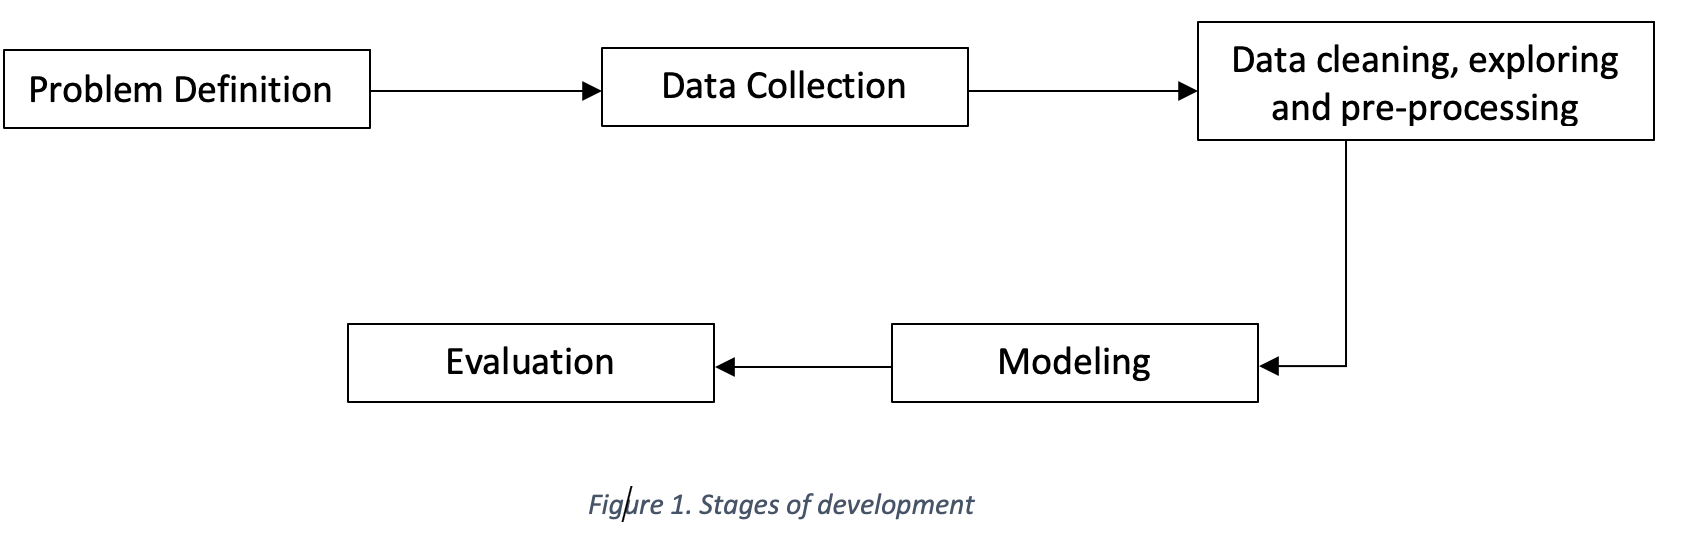 Problem Definition
Data Collection
Data cleaning, exploring
and pre-processing
Modeling
Evaluation
Figure 1. Stages of development